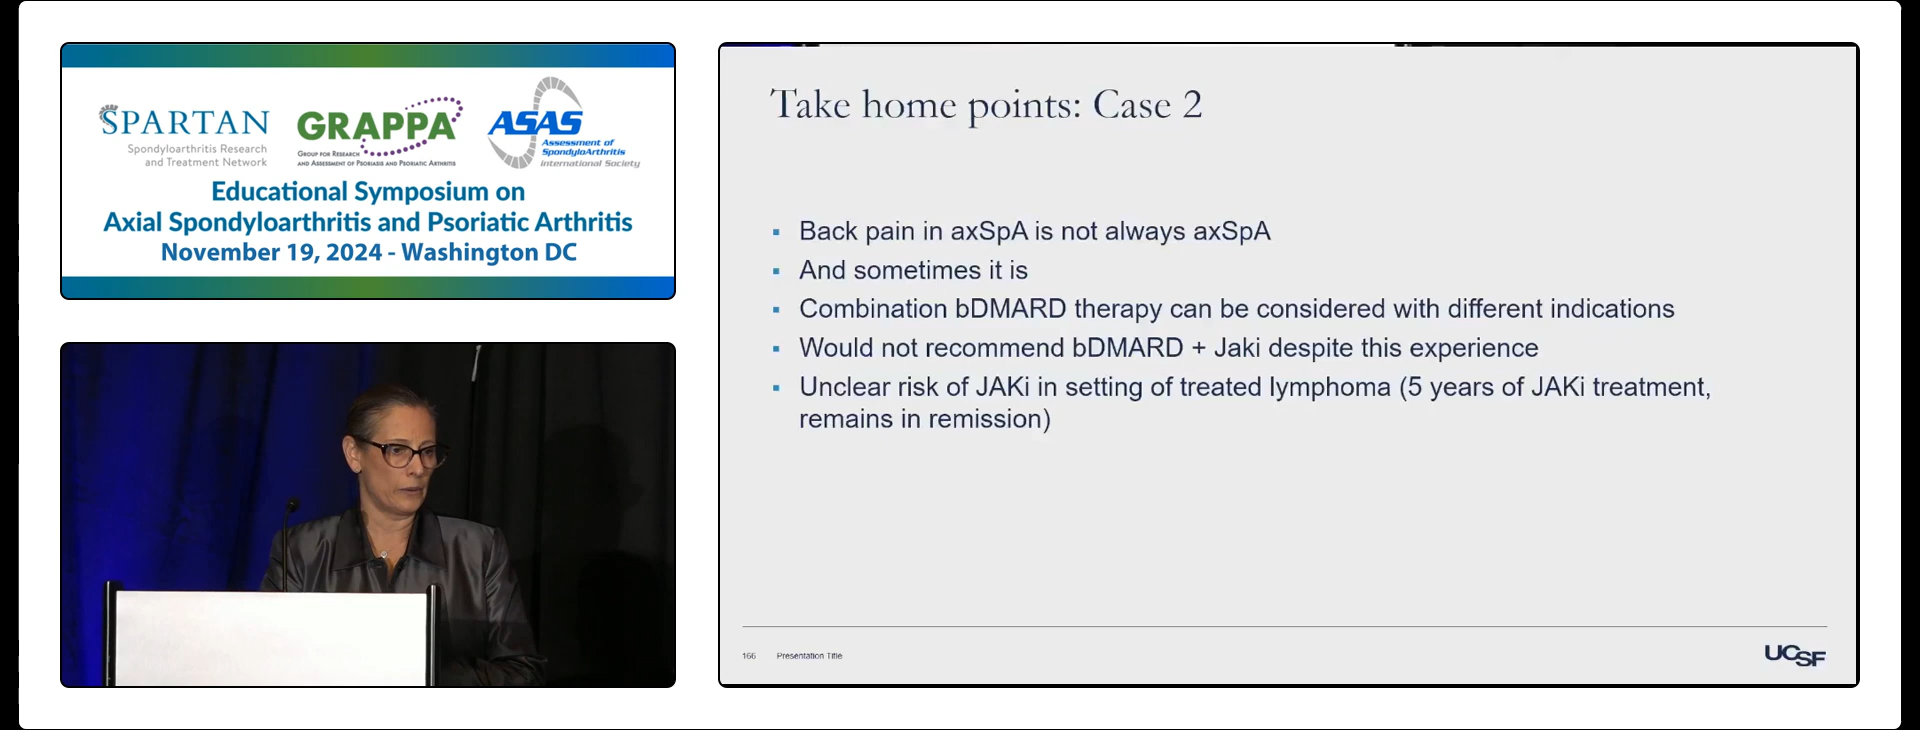 SPARTAN
Spondyloarthritis Research
and Treatment Network
GRAPPA
Group for Research
and Assessment of Psoriasis and Psoriatic Arthritis
ASAS
Assessment of
SpondyloArthritis
international Society
Educational Symposium on
Axial Spondyloarthritis and Psoriatic Arthritis
November 19, 2024 - Washington DC
Take home points: Case 2
▪ Back pain in axSpA is not always axSpA
▪ And sometimes it is
▪ Combination bDMARD therapy can be considered with different indications
▪ Would not recommend bDMARD + Jaki despite this experience
▪ Unclear risk of JAKi in setting of treated lymphoma (5 years of JAKi treatment,
remains in remission)
166 Presentation Title
UCSF